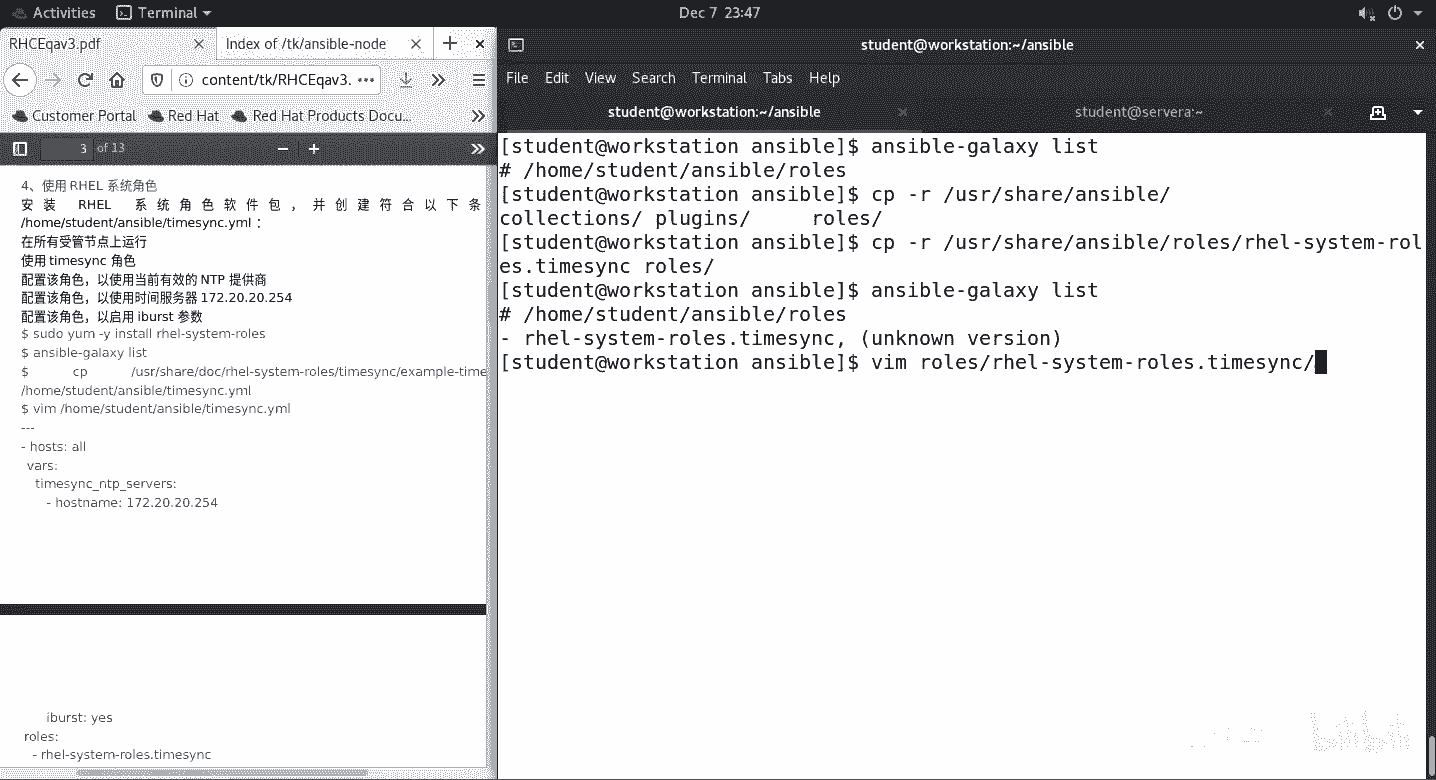 Activities
Terminal
Dec 7 23:47
RHCEqav3.pdf
Index of /tk/ansible-node
content/tk/RHCEqav3.
Customer Portal
Red Hat
Red Hat Products Docu...
3 of 13
4、使用 RHEL 系统角色
安装 RHEL 系统角色软件包，并创建符合以下条
/home/student/ansible/timesync.yml：
在所有受管节点上运行
使用 timesync 角色
配置该角色，以使用当前有效的 NTP 提供商
配置该角色，以使用时间服务器 172.20.20.254
配置该角色，以启用 iburst 参数
$ sudo yum -y install rhel-system-roles
$ ansible-galaxy list
$ cp /usr/share/doc/rhel-system-roles/timesync/example-time
/home/student/ansible/timesync.yml
$ vim /home/student/ansible/timesync.yml
---
- hosts: all
vars:
timesync_ntp_servers:
- hostname: 172.20.20.254
iburst: yes
roles:
- rhel-system-roles.timesync
student@workstation:~/ansible
File Edit View Search Terminal Tabs Help
student@workstation:~/ansible
student@servera:~
[student@workstation ansible]$ ansible-galaxy list
# /home/student/ansible/roles
[student@workstation ansible]$ cp -r /usr/share/ansible/
collections/ plugins/     roles/
[student@workstation ansible]$ cp -r /usr/share/ansible/roles/rhel-system-rol
es.timesync roles/
[student@workstation ansible]$ ansible-galaxy list
# /home/student/ansible/roles
- rhel-system-roles.timesync, (unknown version)
[student@workstation ansible]$ vim roles/rhel-system-roles.timesync/
bilibili